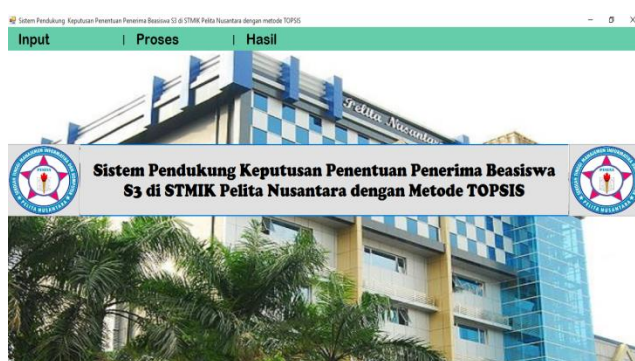 Sistem Pendukung Keputusan Penentuan Penerima Beasiswa S3 di STMIK Pelita Nusantara dengan metode TOPSIS
Input | Proses | Hasil
Pelita Nusantara
Sistem Pendukung Keputusan Penentuan Penerima Beasiswa
S3 di STMIK Pelita Nusantara dengan Metode TOPSIS